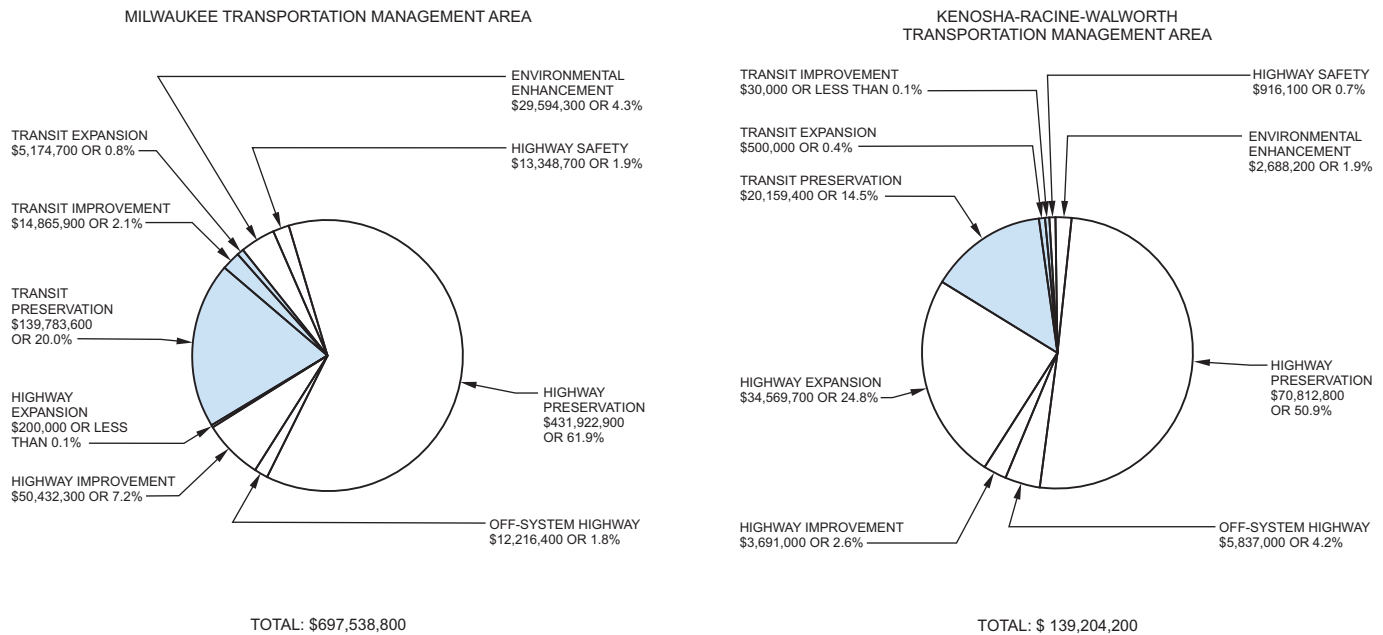 MILWAUKEE TRANSPORTATION MANAGEMENT AREA
ENVIRONMENTAL
ENHANCEMENT
$29,594,300 OR 4.3%
TRANSIT EXPANSION
$5,174,700 OR 0.8%
HIGHWAY SAFETY
$13,348,700 OR 1.9%
TRANSIT IMPROVEMENT
$14,865,900 OR 2.1%
TRANSIT
PRESERVATION
$139,783,600
OR 20.0%
HIGHWAY
EXPANSION
$200,000 OR LESS
THAN 0.1%
HIGHWAY
PRESERVATION
$431,922,900
OR 61.9%
HIGHWAY IMPROVEMENT
$50,432,300 OR 7.2%
OFF-SYSTEM HIGHWAY
$12,216,400 OR 1.8%
TOTAL: $697,538,800
KENOSHA-RACINE-WALWORTH
TRANSPORTATION MANAGEMENT AREA
TRANSIT IMPROVEMENT
$30,000 OR LESS THAN 0.1%
HIGHWAY SAFETY
$916,100 OR 0.7%
TRANSIT EXPANSION
$500,000 OR 0.4%
ENVIRONMENTAL
ENHANCEMENT
$2,688,200 OR 1.9%
TRANSIT PRESERVATION
$20,159,400 OR 14.5%
HIGHWAY EXPANSION
$34,569,700 OR 24.8%
HIGHWAY
PRESERVATION
$70,812,800
OR 50.9%
HIGHWAY IMPROVEMENT
$3,691,000 OR 2.6%
OFF-SYSTEM HIGHWAY
$5,837,000 OR 4.2%
TOTAL: $ 139,204,200